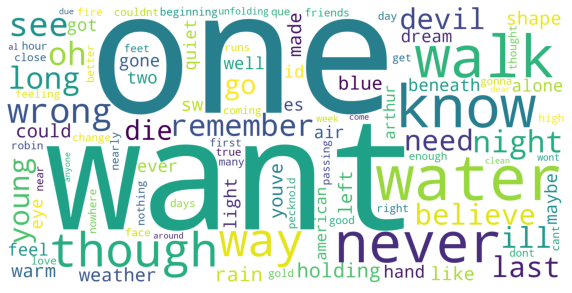 due fire couldnt beginning unfolding que friends day
see got oh feet gone two hour close al
one
made quiet devil shape dream thought
walk
long better runs well go id blue beneath get alone
feeling coming gonna dear
wrong could die remember sw es air arthur know high
robin change nearly first week come
near true many passing need night
young anyone ever youve enough clean wont
want
water
eye nowhere days nothing light pecknold left american good right believe maybe cant
though face way never ill
feel love around dont
warm weather rain gold holding hand like last